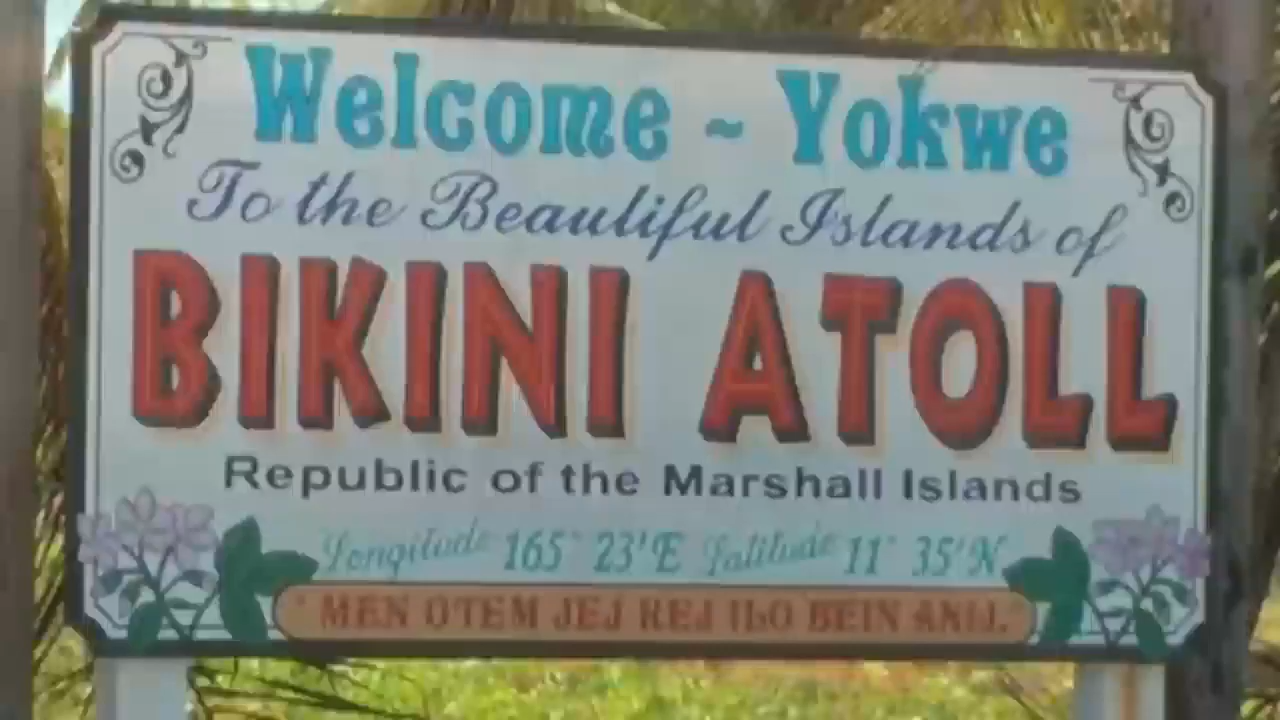 Welcome ~ Yokwe
To the Beautiful Islands of
BIKINI ATOLL
Republic of the Marshall Islands
Longitude 165° 23'E Latitude 11° 35'N
"MEN OTEM JEJ REJ ILO BEIN ANIJ."